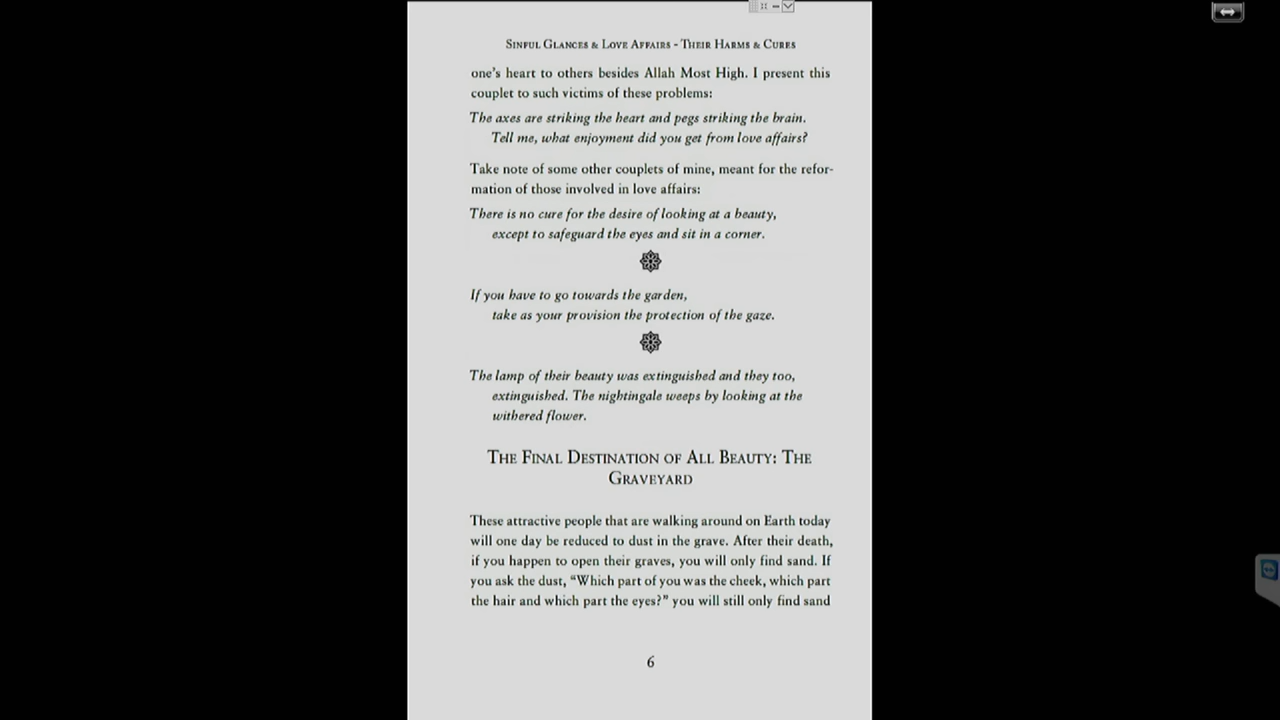 Sinful Glances & Love Affairs - Their Harms & Cures
one's heart to others besides Allah Most High. I present this
couplet to such victims of these problems:
The axes are striking the heart and pegs striking the brain.
Tell me, what enjoyment did you get from love affairs?
Take note of some other couplets of mine, meant for the refor-
mation of those involved in love affairs:
There is no cure for the desire of looking at a beauty,
except to safeguard the eyes and sit in a corner.
If you have to go towards the garden,
take as your provision the protection of the gaze.
The lamp of their beauty was extinguished and they too,
extinguished. The nightingale weeps by looking at the
withered flower.
The Final Destination of All Beauty: The
Graveyard
These attractive people that are walking around on Earth today
will one day be reduced to dust in the grave. After their death,
if you happen to open their graves, you will only find sand. If
you ask the dust, “Which part of you was the cheek, which part
the hair and which part the eyes?” you will still only find sand
6